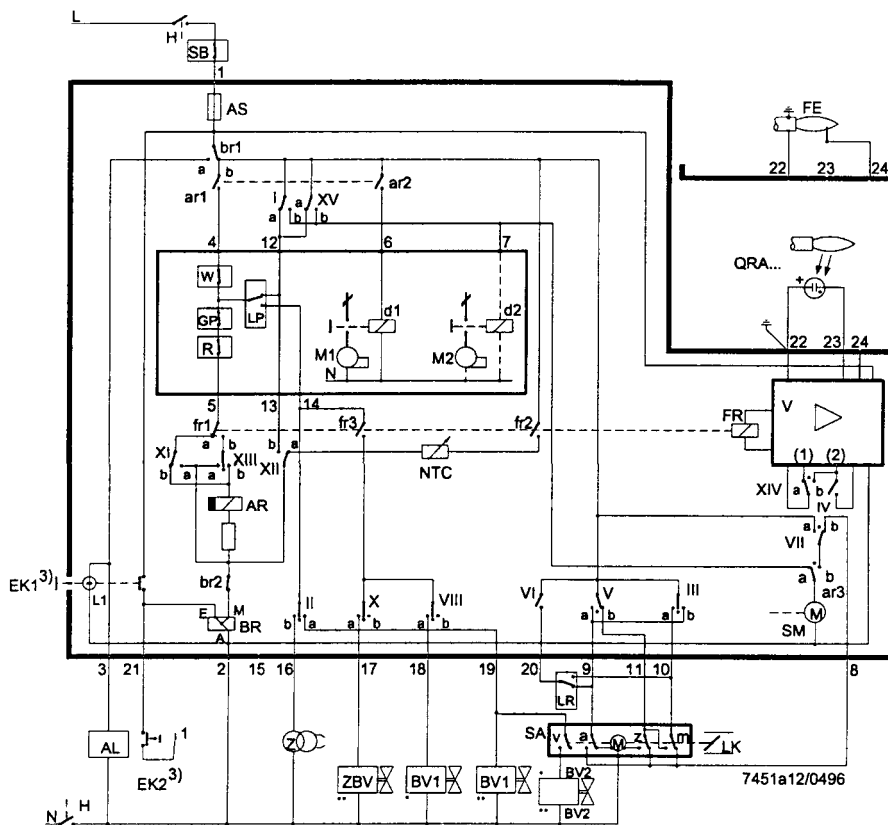 L
H
SB
1
AS
FE
br1
a b
22 23 24
ar1
ar2
i
a XV
a b b
4 12 6 7
QRA...
+
W
LP
GP
d1
d2
R
M1
M2
22 23 24
N
5 13 14
V
FR
fr1
fr3
fr2
a b
b a
XI
XIII
XII
NTC
(1) (2)
b a a b
XIV
a b
IV
AR
a b
VII
EK1 3)
L1
br2
a b
ar3
E M
BR
A
II
X
VIII
VI
V
III
M
SM
b a
a b
a b
a b
a b
3 21 2 15 16 17 18 19 20 9 11 10 8
LR
AL
1
EK2 3)
Z
SA
v a M z m
LK
ZBV
BV1
BV1
BV2
BV2
7451a12/0496
N H